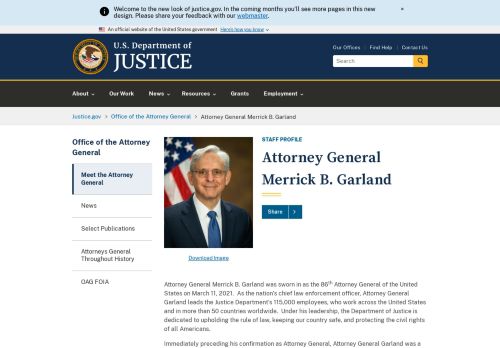 Welcome to the new look of justice.gov. In the coming months you'll see more pages in this new
design. Please share your feedback with our webmaster.
×
An official website of the United States government Here's how you know
U.S. Department of
JUSTICE
Our Offices | Find Help | Contact Us
Search
About
Our Work
News
Resources
Grants
Employment
Justice.gov > Office of the Attorney General > Attorney General Merrick B. Garland
Office of the Attorney
General
Meet the Attorney
General
News
Select Publications
Attorneys General
Throughout History
OAG FOIA
Download Image
STAFF PROFILE
Attorney General
Merrick B. Garland
Share >
Attorney General Merrick B. Garland was sworn in as the 86th Attorney General of the United
States on March 11, 2021. As the nation's chief law enforcement officer, Attorney General
Garland leads the Justice Department's 115,000 employees, who work across the United States
and in more than 50 countries worldwide. Under his leadership, the Department of Justice is
dedicated to upholding the rule of law, keeping our country safe, and protecting the civil rights
of all Americans.
Immediately preceding his confirmation as Attorney General, Attorney General Garland was a